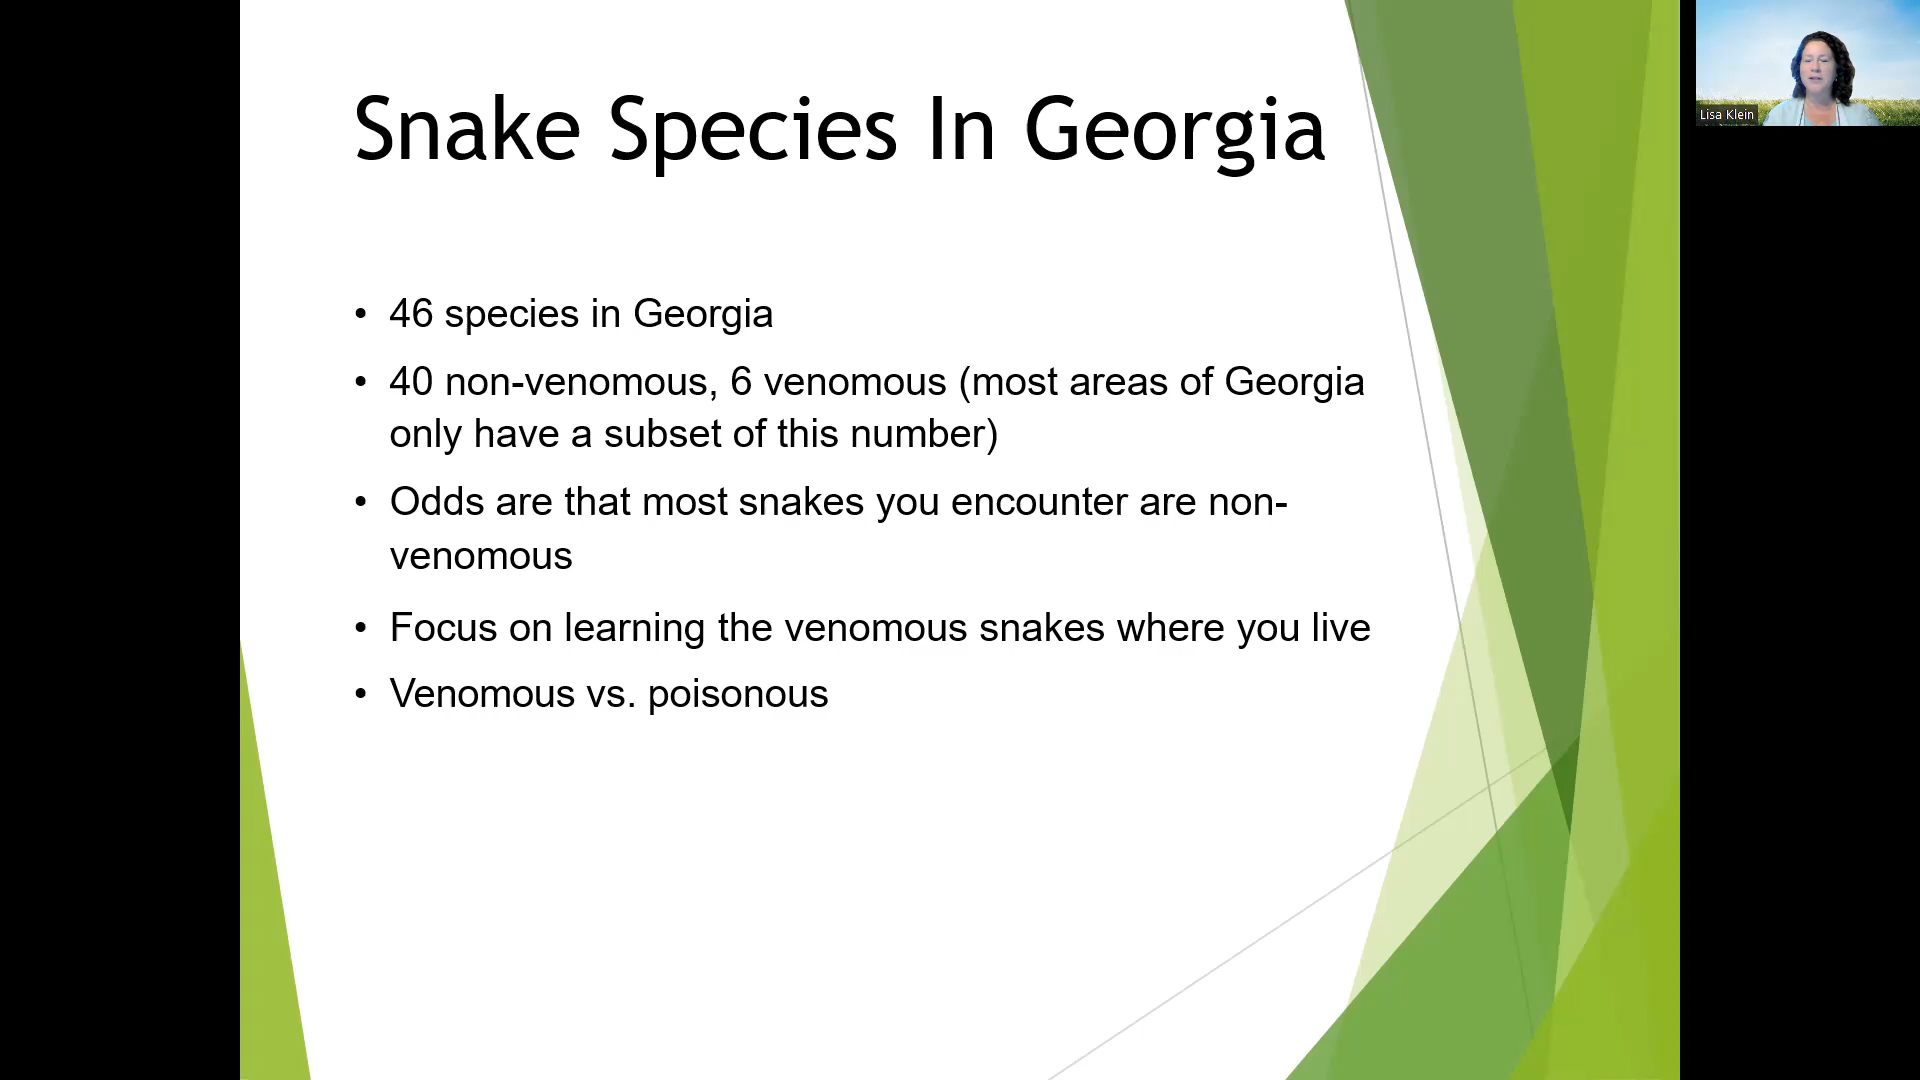 Snake Species In Georgia
• 46 species in Georgia
• 40 non-venomous, 6 venomous (most areas of Georgia
only have a subset of this number)
• Odds are that most snakes you encounter are non-
venomous
• Focus on learning the venomous snakes where you live
• Venomous vs. poisonous
Lisa Klein